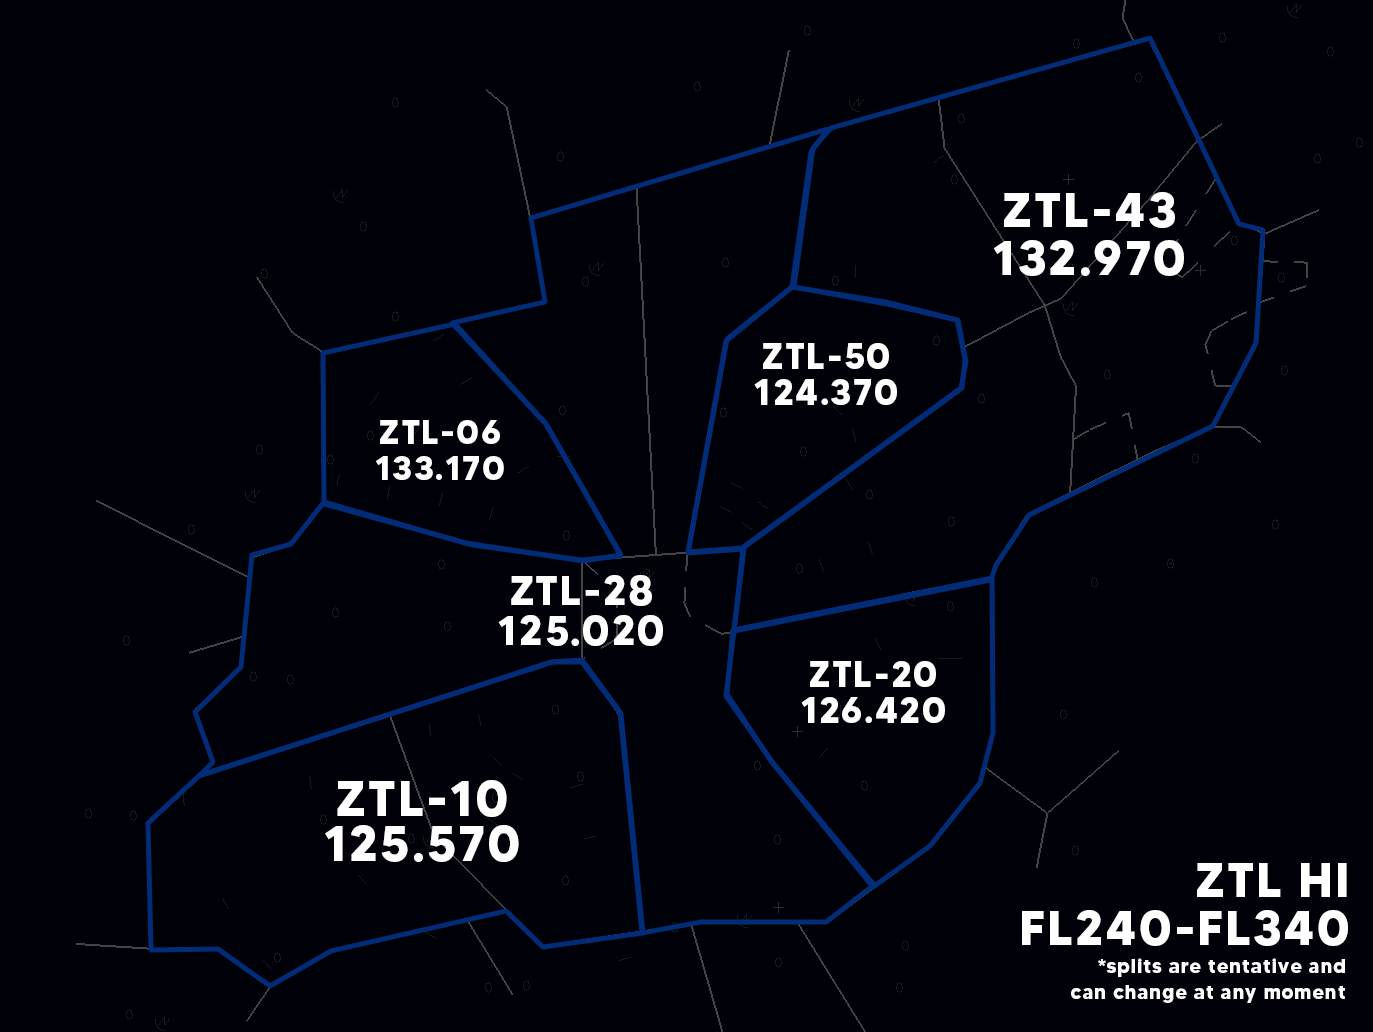 ZTL-43
132.970
ZTL-50
124.370
ZTL-06
133.170
ZTL-28
125.020
ZTL-20
126.420
ZTL-10
125.570
ZTL HI
FL240-FL340
*splits are tentative and
can change at any moment